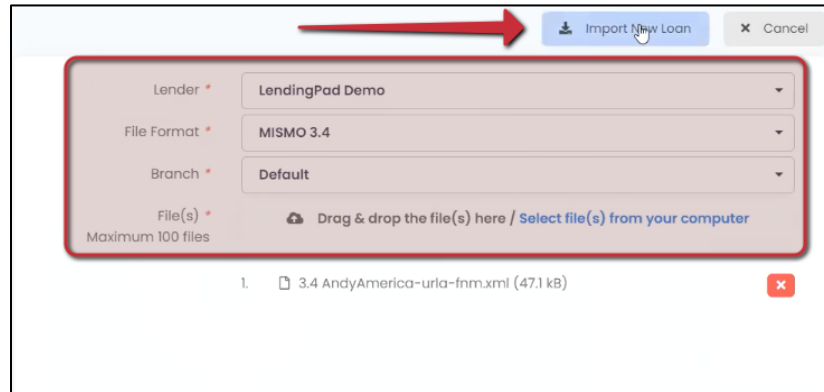 Import New Loan
Cancel
Lender *
LendingPad Demo
File Format *
MISMO 3.4
Branch *
Default
File(s) *
Maximum 100 files
Drag & drop the file(s) here / Select file(s) from your computer
1. 3.4 AndyAmerica-urla-fnm.xml (47.1 kB)